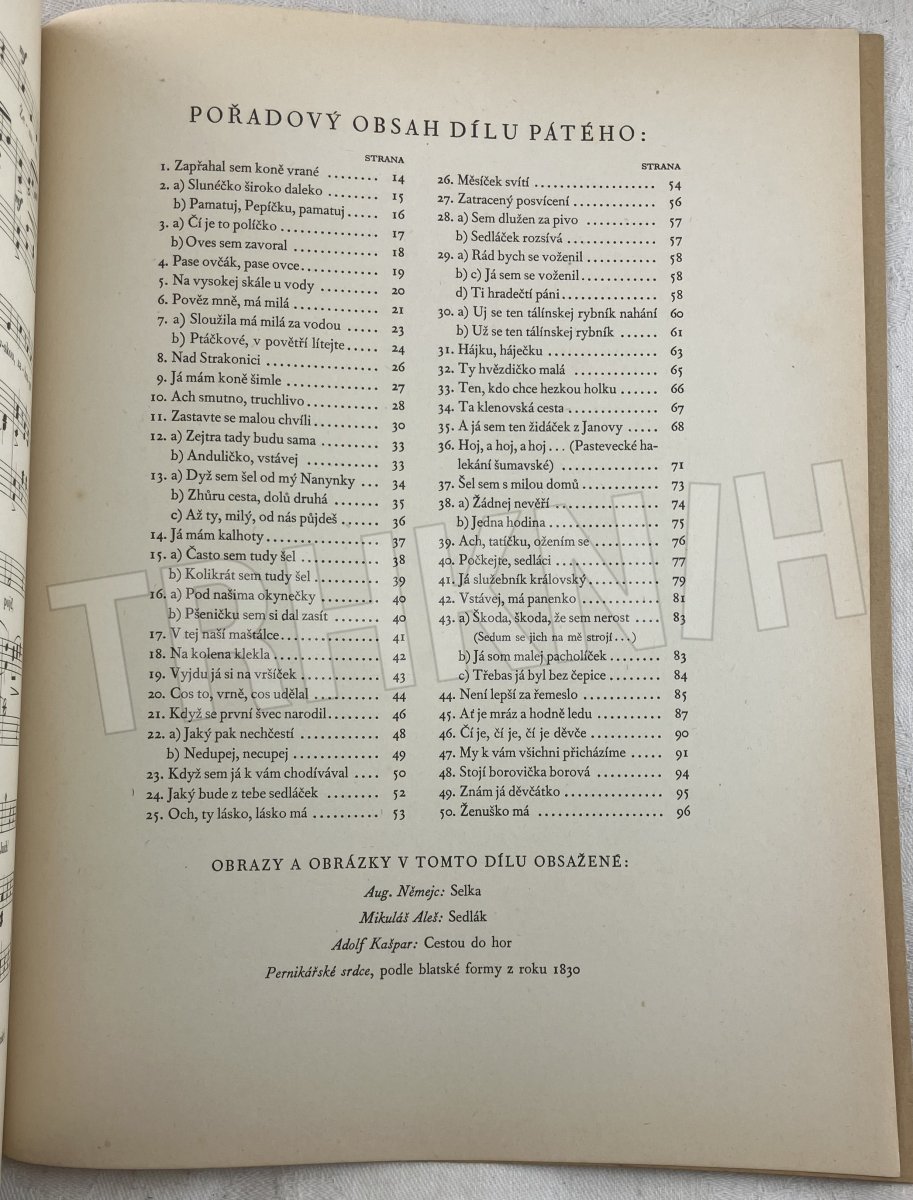 POŘADOVÝ OBSAH DÍLU PÁTÉHO:
STRANA
1. Zapřahal sem koně vrané ........ 14
2. a) Slunéčko široko daleko ....... 15
b) Pamatuj, Pepíčku, pamatuj .... 16
3. a) Čí je to políčko ............ 17
b) Oves sem zavoral ............ 18
4. Pase ovčák, pase ovce ........... 19
5. Na vysokej skále u vody ......... 20
6. Pověz mně, má milá ............ 21
7. a) Sloužila má milá za vodou ..... 23
b) Ptáčkové, v povětří lítejte ..... 24
8. Nad Strakonici ................ 26
9. Já mám koně šimle ............. 27
10. Ach smutno, truchlivo .......... 28
11. Zastavte se malou chvíli ......... 30
12. a) Zejtra tady budu sama ........ 33
b) Anduličko, vstávej ........... 33
13. a) Dyž sem šel od mý Nanynky .. 34
b) Zhůru cesta, dolů druhá ...... 35
c) Až ty, milý, od nás půjdeš ..... 36
14. Já mám kalhoty ................ 37
15. a) Často sem tudy šel ........... 38
b) Kolikrát sem tudy šel ......... 39
16. a) Pod našima okynečky ......... 40
b) Pšeničku sem si dal zasít ...... 40
17. V tej naší maštálce ............. 41
18. Na kolena klekla ............... 42
19. Vyjdu já si na vršíček ........... 43
20. Cos to, vrně, cos udělal ......... 44
21. Když se první švec narodil ....... 46
22. a) Jaký pak nechčestí ........... 48
b) Nedupej, necupej ............ 49
23. Když sem já k vám chodívával .... 50
24. Jaký bude z tebe sedláček ........ 52
25. Och, ty lásko, lásko má .......... 53
STRANA
26. Měsíček svítí .................. 54
27. Zatracený posvícení ............ 56
28. a) Sem dlužen za pivo .......... 57
b) Sedláček rozsívá ............. 57
29. a) Rád bych se voženil .......... 58
b) c) Já sem se voženil .......... 58
d) Ti hradečtí páni ............. 58
30. a) Uj se ten tálínskej rybník nahání 60
b) Už se ten tálínskej rybník ..... 61
31. Hájku, háječku ................ 63
32. Ty hvězdičko malá ............. 65
33. Ten, kdo chce hezkou holku ...... 66
34. Ta klenovská cesta ............. 67
35. A já sem ten židáček z Janovy ..... 68
36. Hoj, a hoj, a hoj ... (Pastevecké ha-
lekání šumavské) .............. 71
37. Šel sem s milou domů ........... 73
38. a) Žádnej nevěří ............... 74
b) Jedna hodina ............... 75
39. Ach, tatíčku, ožením se .......... 76
40. Počkejte, sedláci ............... 77
41. Já služebník královský ........... 79
42. Vstávej, má panenko ............ 81
43. a) Škoda, škoda, že sem nerost .... 83
(Sedum se jich na mě strojí ...)
b) Já som malej pacholíček ........ 83
c) Třebas já byl bez čepice ........ 84
44. Není lepší za řemeslo ........... 85
45. Ať je mráz a hodně ledu ......... 87
46. Čí je, čí je, čí je děvče ........... 90
47. My k vám všichni přicházíme ..... 91
48. Stojí borovička borová .......... 94
49. Znám já děvčátko .............. 95
50. Ženuško má .................. 96
OBRAZY A OBRÁZKY V TOMTO DÍLU OBSAŽENÉ:
Aug. Němejc: Selka
Mikuláš Aleš: Sedlák
Adolf Kašpar: Cestou do hor
Pernikářské srdce, podle blatské formy z roku 1830
TRHKNIH